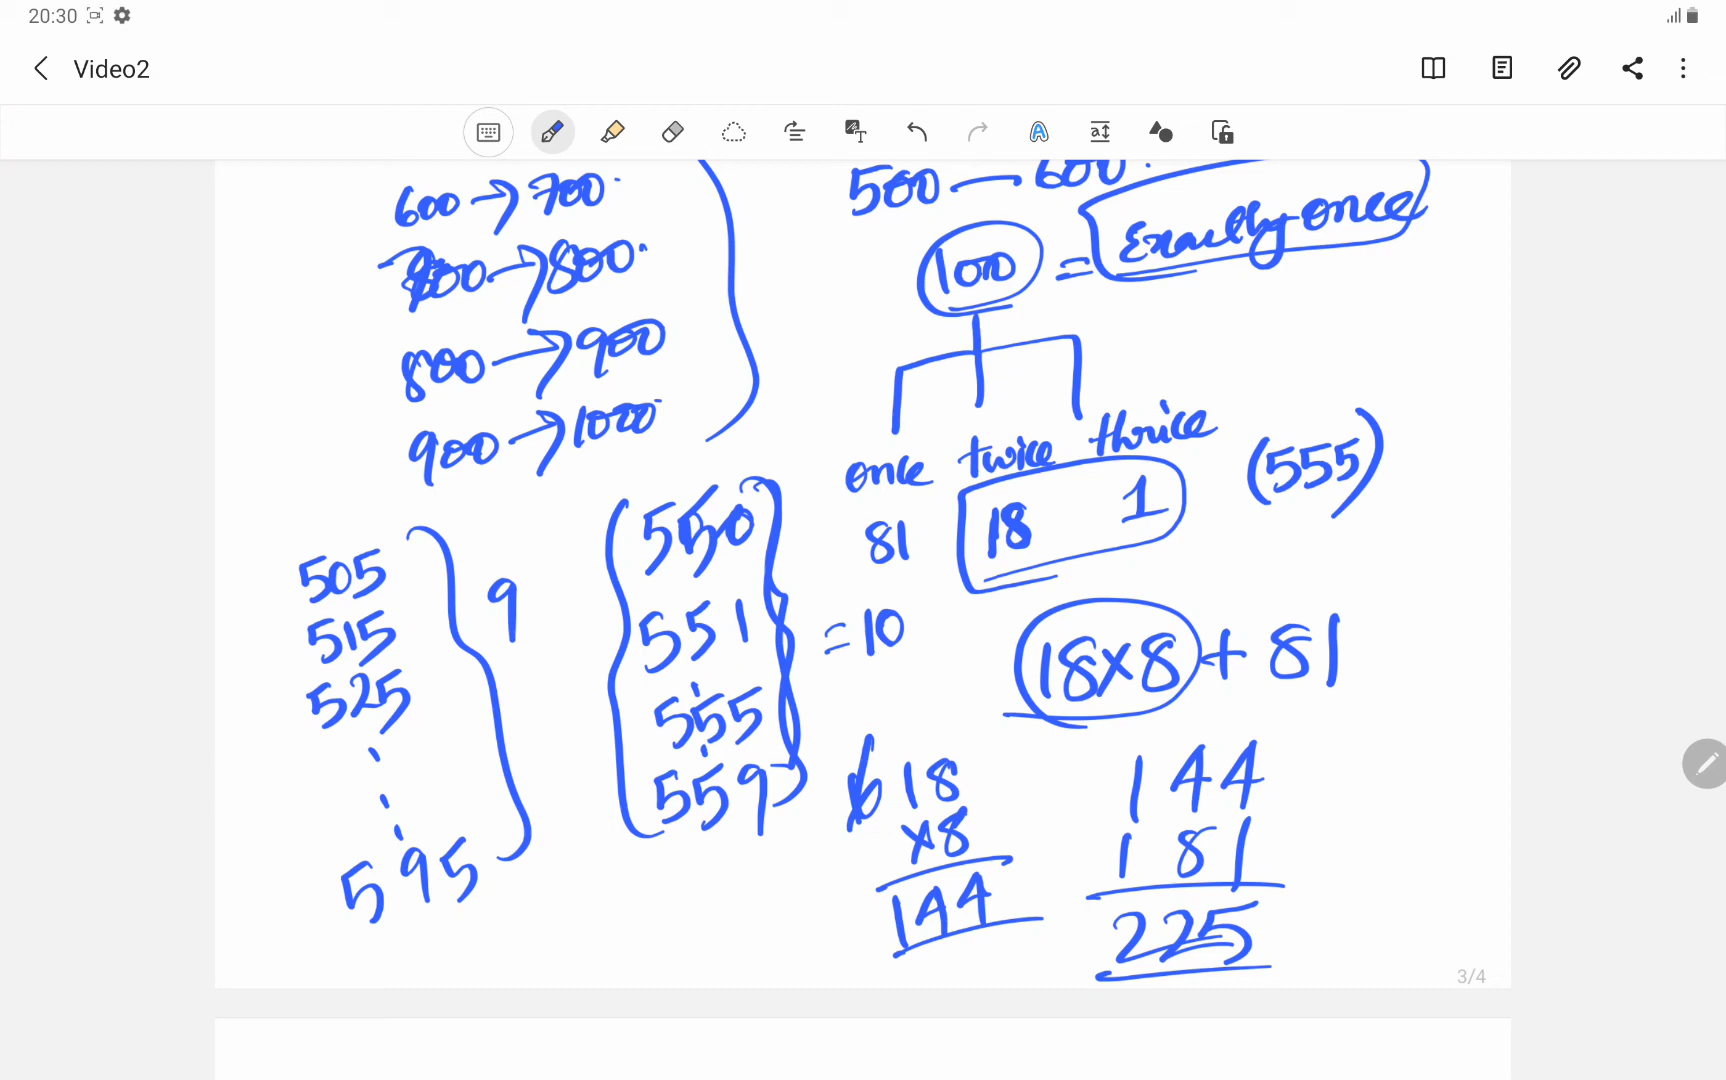 20:30
Video2
600 → 700
→ 800
800 → 900
900 → 1000
500 — 600
100 = Exactly once
once twice thrice
81 18 1
(555)
505
515
525
595
9
550
551
555
559
= 10
18×8 + 81
18
×8
144
144
181
225
3/4